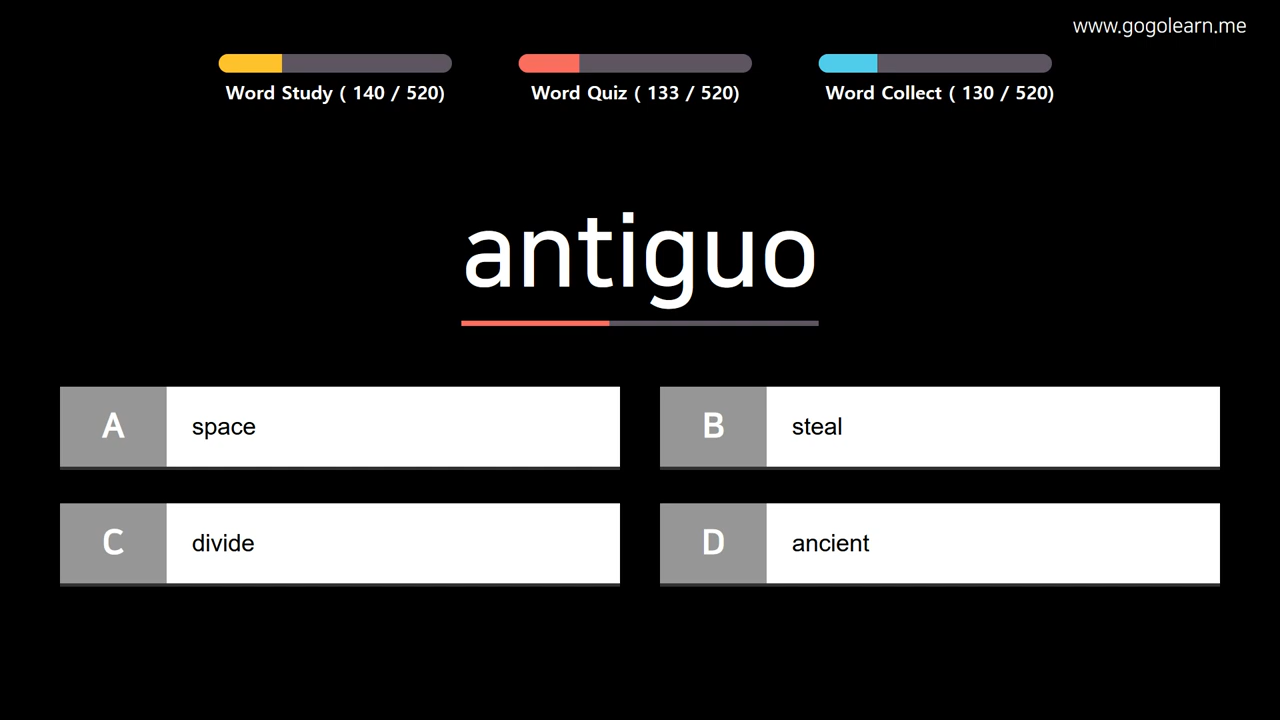 www.gogolearn.me
Word Study ( 140 / 520)
Word Quiz ( 133 / 520)
Word Collect ( 130 / 520)
antiguo
A space
B steal
C divide
D ancient